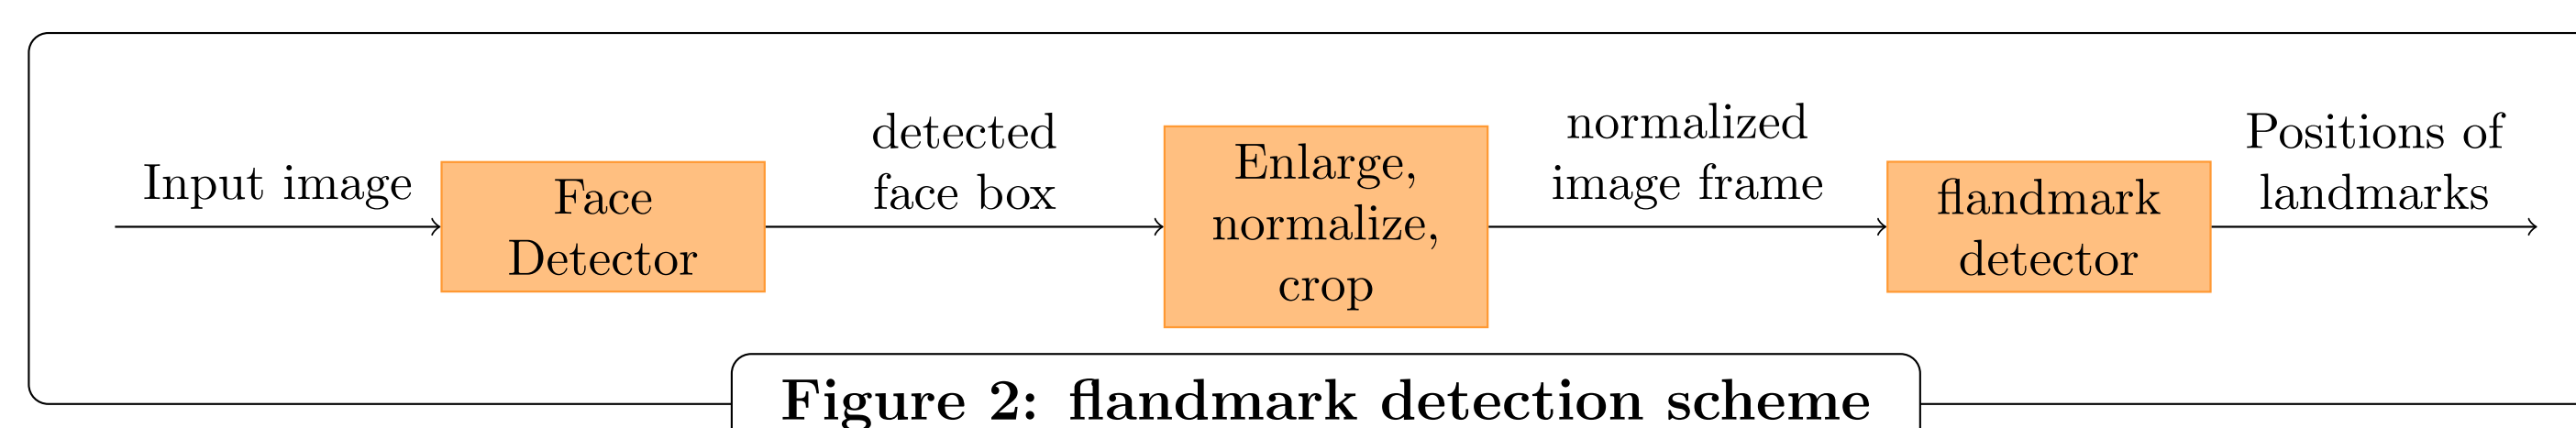 Input image
Face
Detector
detected
face box
Enlarge,
normalize,
crop
normalized
image frame
flandmark
detector
Positions of
landmarks
Figure 2: flandmark detection scheme